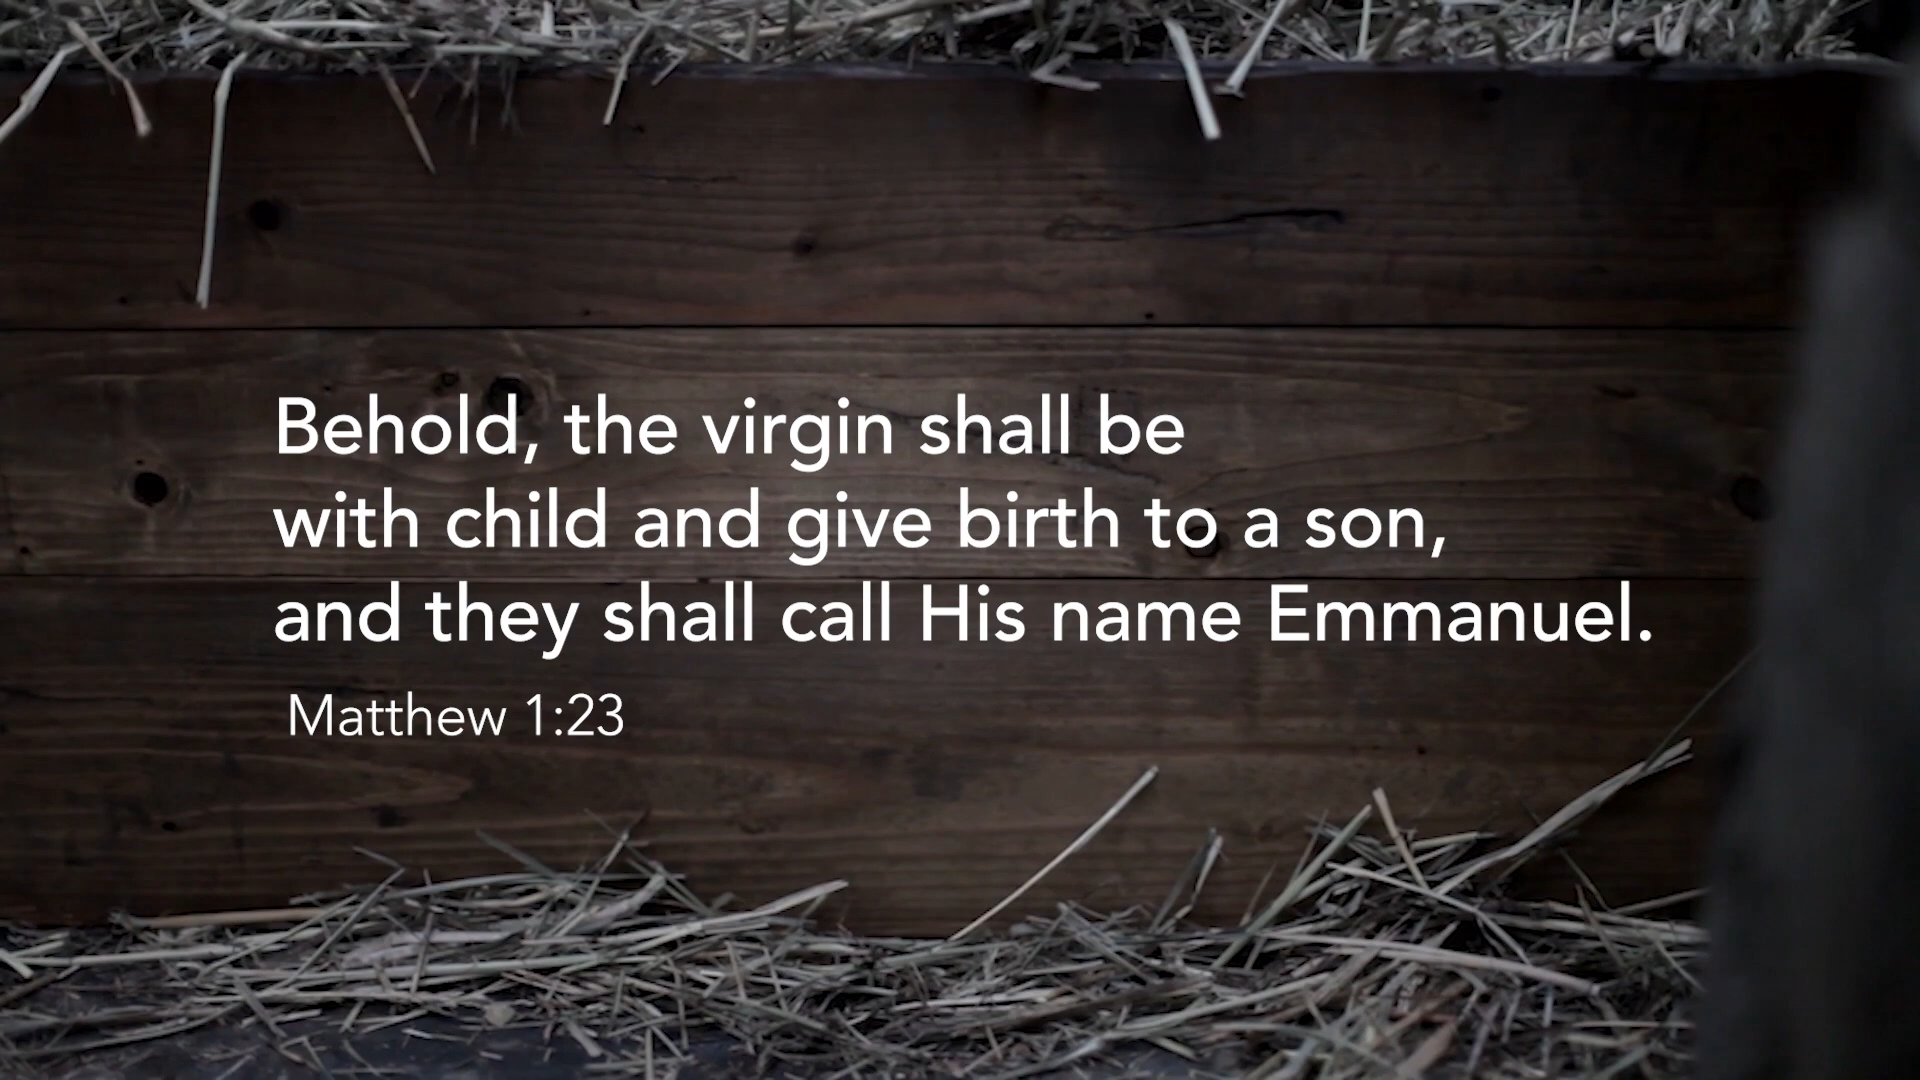 Behold, the virgin shall be
with child and give birth to a son,
and they shall call His name Emmanuel.
Matthew 1:23